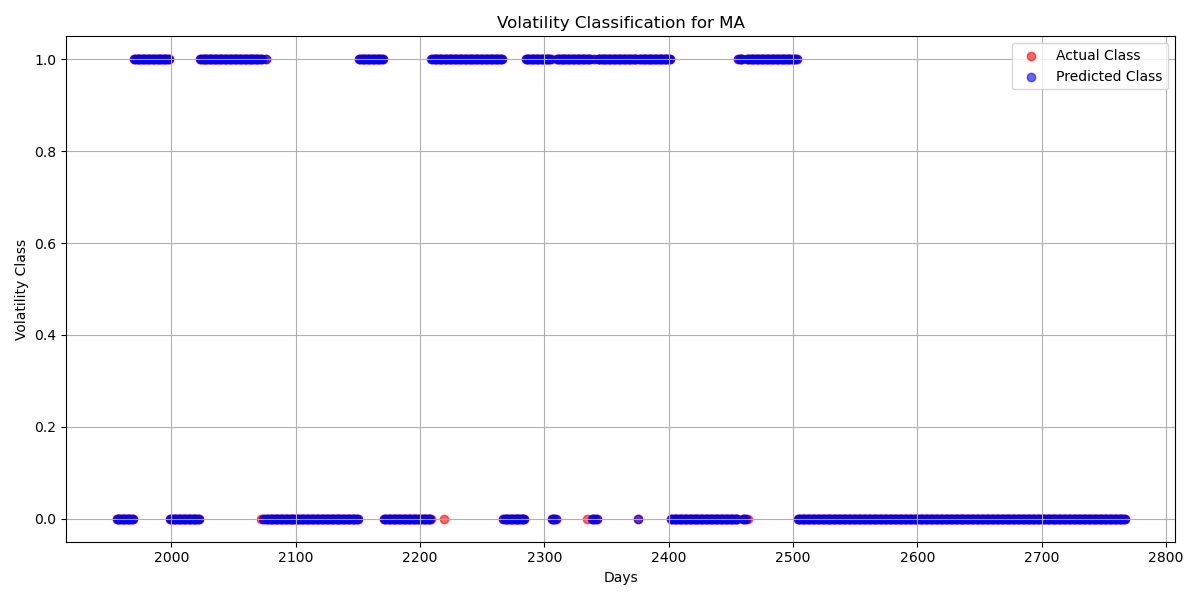 Volatility Classification for MA
Actual Class
Predicted Class
1.0
0.8
0.6
0.4
0.2
0.0
Volatility Class
2000 2100 2200 2300 2400 2500 2600 2700 2800
Days